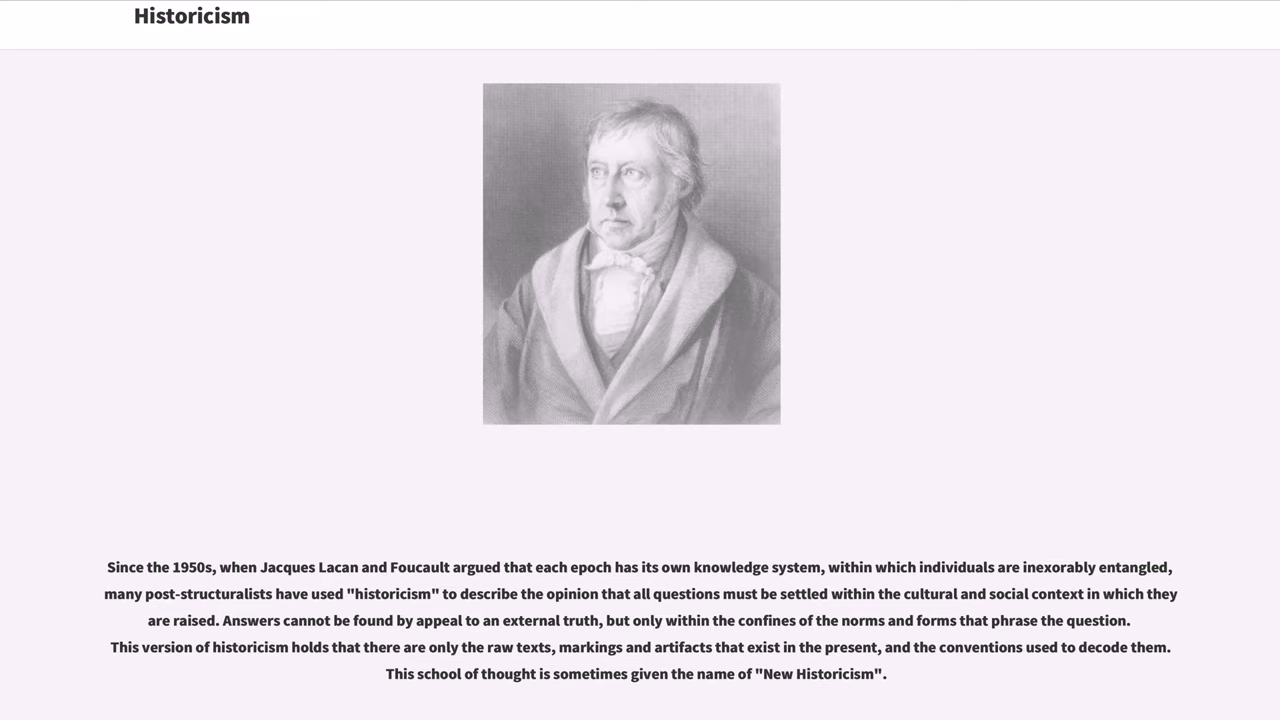 Historicism
Since the 1950s, when Jacques Lacan and Foucault argued that each epoch has its own knowledge system, within which individuals are inexorably entangled,
many post-structuralists have used "historicism" to describe the opinion that all questions must be settled within the cultural and social context in which they
are raised. Answers cannot be found by appeal to an external truth, but only within the confines of the norms and forms that phrase the question.
This version of historicism holds that there are only the raw texts, markings and artifacts that exist in the present, and the conventions used to decode them.
This school of thought is sometimes given the name of "New Historicism".